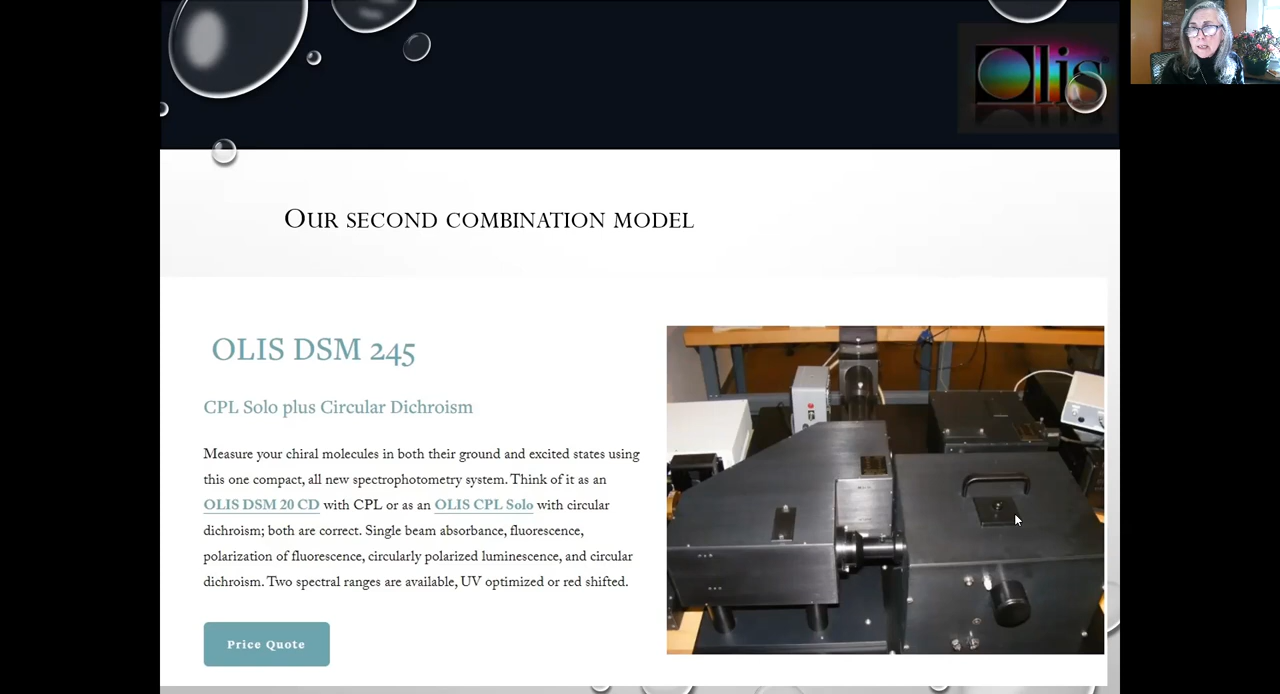 Olis
Our second combination model
OLIS DSM 245
CPL Solo plus Circular Dichroism
Measure your chiral molecules in both their ground and excited states using
this one compact, all new spectrophotometry system. Think of it as an
OLIS DSM 20 CD with CPL or as an OLIS CPL Solo with circular
dichroism; both are correct. Single beam absorbance, fluorescence,
polarization of fluorescence, circularly polarized luminescence, and circular
dichroism. Two spectral ranges are available, UV optimized or red shifted.
Price Quote